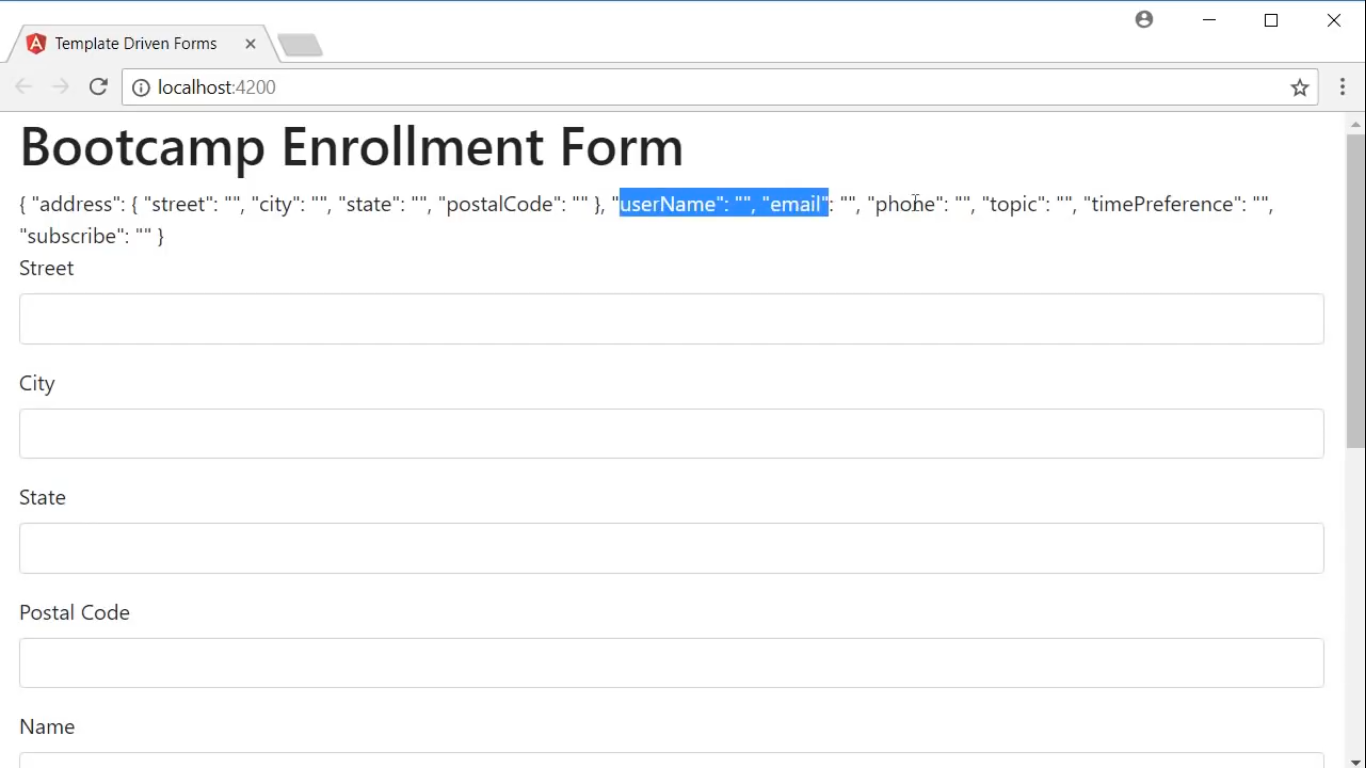 Template Driven Forms
localhost:4200
Bootcamp Enrollment Form
{ "address": { "street": "", "city": "", "state": "", "postalCode": "" }, "userName": "", "email": "", "phone": "", "topic": "", "timePreference": "",
"subscribe": "" }
Street
City
State
Postal Code
Name